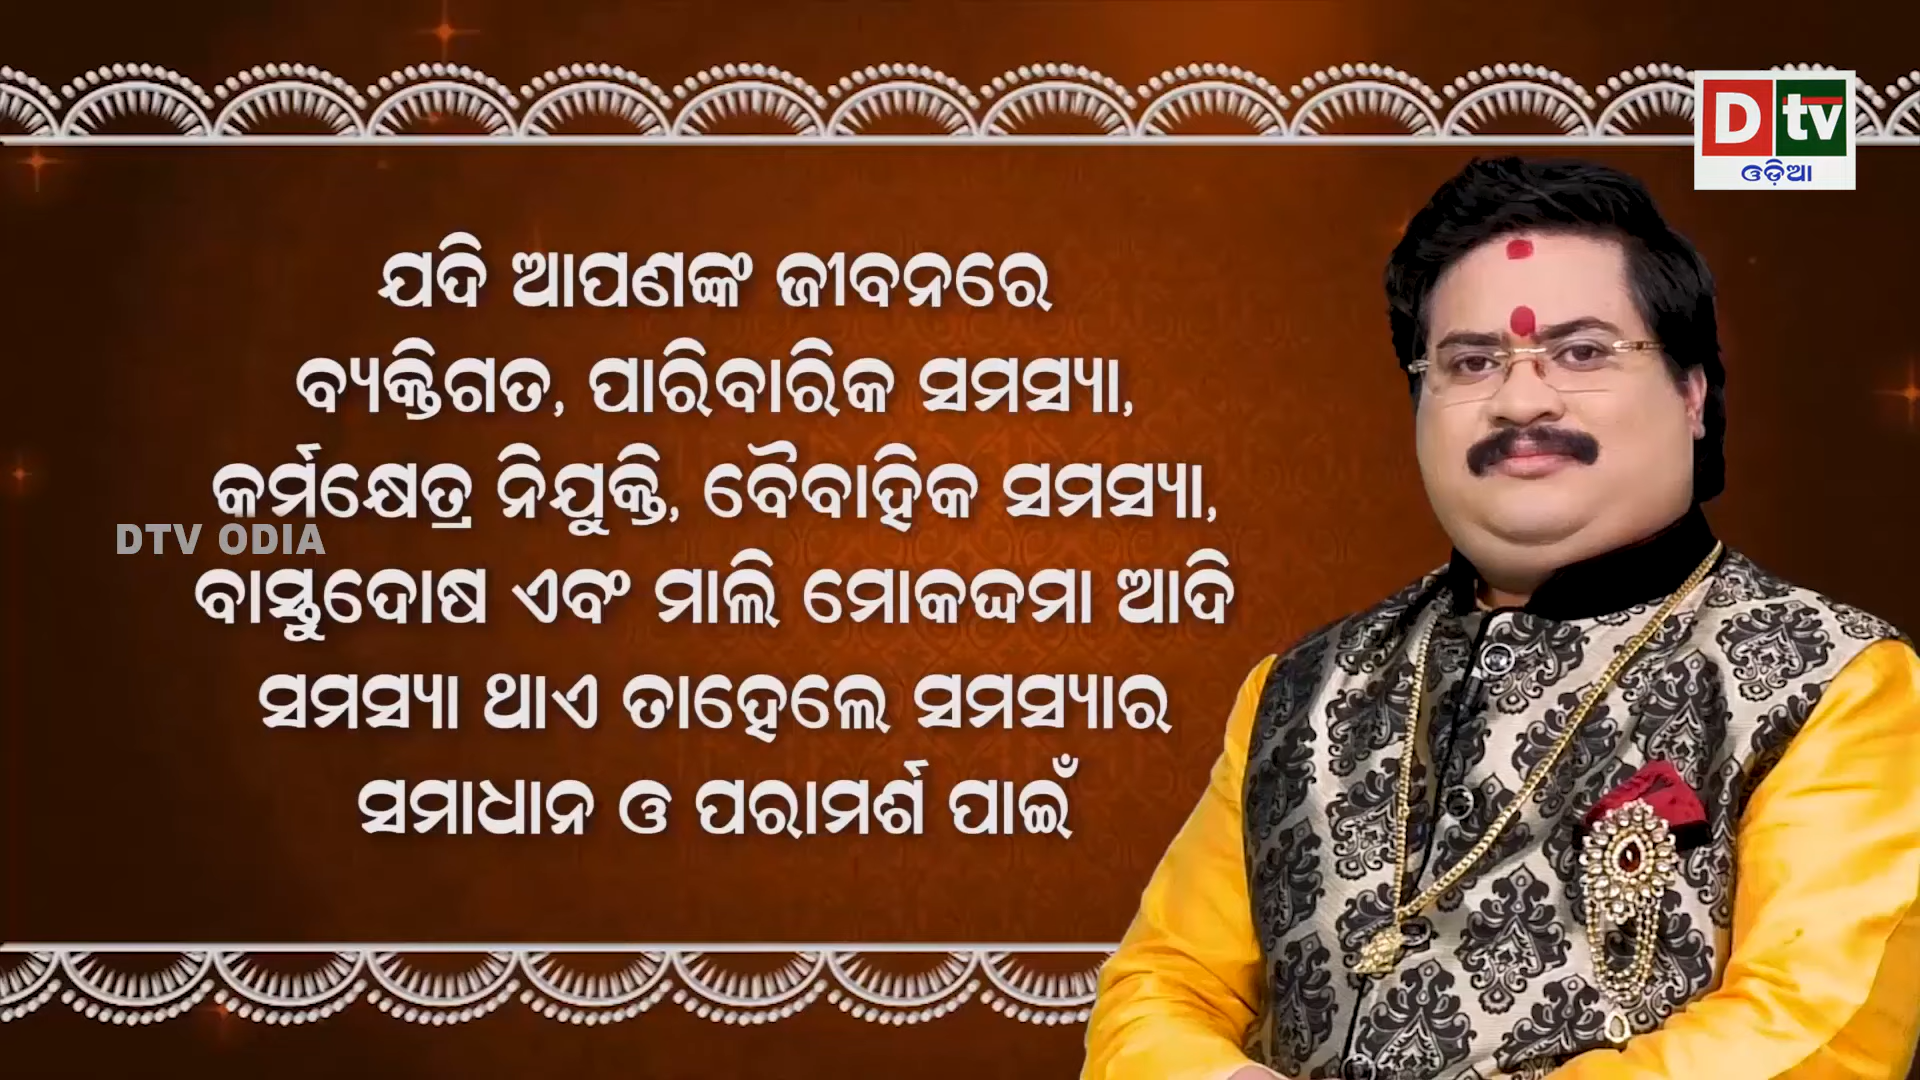 D tv
ଓଡ଼ିଆ
ଯଦି ଆପଣଙ୍କ ଜୀବନରେ
ବ୍ୟକ୍ତିଗତ, ପାରିବାରିକ ସମସ୍ୟା,
କର୍ମକ୍ଷେତ୍ର ନିଯୁକ୍ତି, ବୈବାହିକ ସମସ୍ୟା,
DTV ODIA
ବାସ୍ତୁଦୋଷ ଏବଂ ମାଲି ମୋକଦ୍ଦମା ଆଦି
ସମସ୍ୟା ଥାଏ ତାହେଲେ ସମସ୍ୟାର
ସମାଧାନ ଓ ପରାମର୍ଶ ପାଇଁ